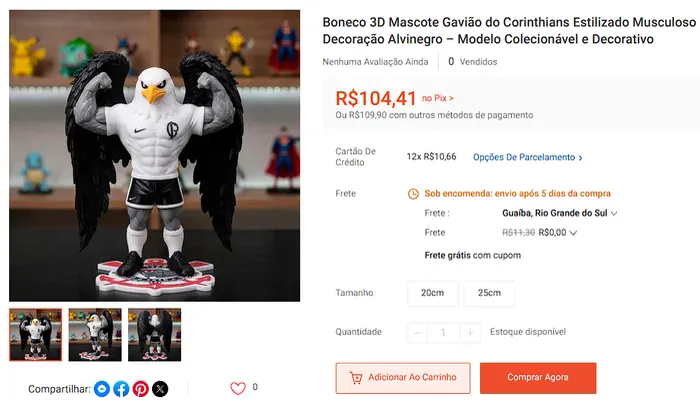 Boneco 3D Mascote Gavião do Corinthians Estilizado Musculoso
Decoração Alvinegro – Modelo Colecionável e Decorativo
Nenhuma Avaliação Ainda 0 Vendidos
R$104,41 no Pix >
Ou R$109,90 com outros métodos de pagamento
Cartão De
Crédito
12x R$10,66 Opções De Parcelamento >
Frete
Sob encomenda: envio após 5 dias da compra
Frete : Guaíba, Rio Grande do Sul
Frete R$11,30 R$0,00
Frete grátis com cupom
Tamanho 20cm 25cm
Quantidade − 1 + Estoque disponível
Compartilhar: 0
Adicionar Ao Carrinho Comprar Agora